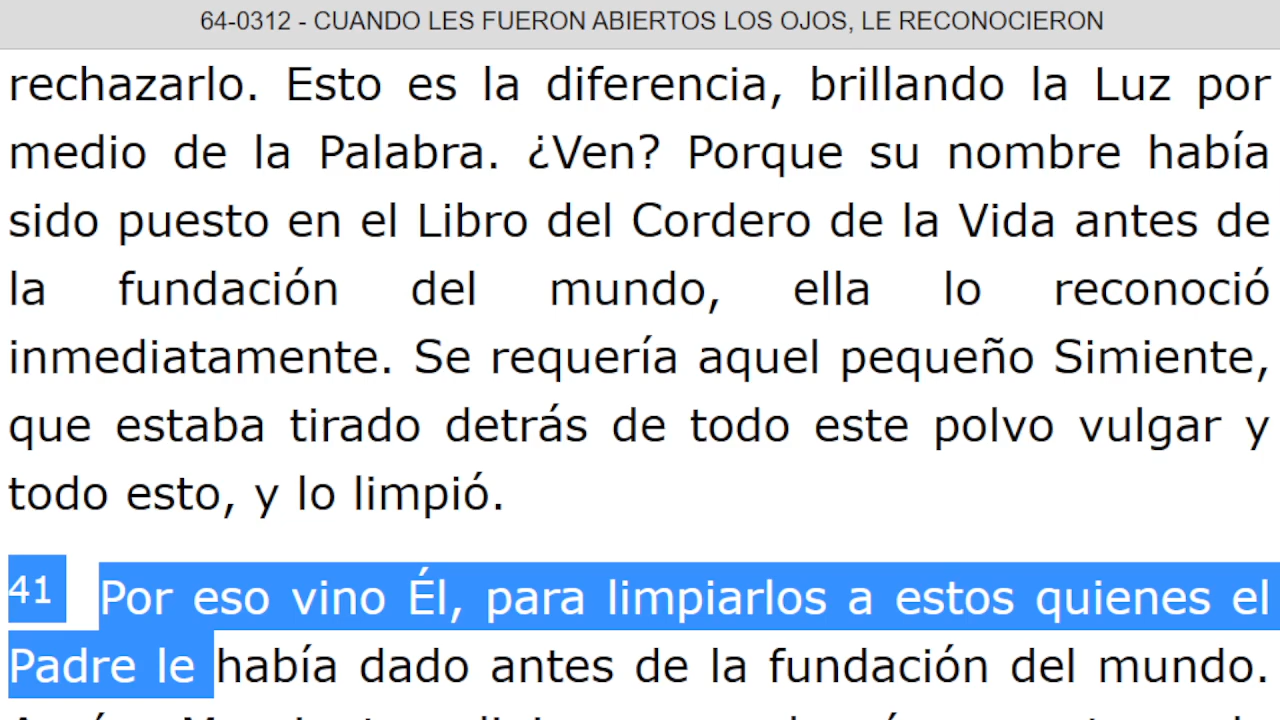 64-0312 - CUANDO LES FUERON ABIERTOS LOS OJOS, LE RECONOCIERON
rechazarlo. Esto es la diferencia, brillando la Luz por
medio de la Palabra. ¿Ven? Porque su nombre había
sido puesto en el Libro del Cordero de la Vida antes de
la fundación del mundo, ella lo reconoció
inmediatamente. Se requería aquel pequeño Simiente,
que estaba tirado detrás de todo este polvo vulgar y
todo esto, y lo limpió.
41 Por eso vino Él, para limpiarlos a estos quienes el
Padre le había dado antes de la fundación del mundo.